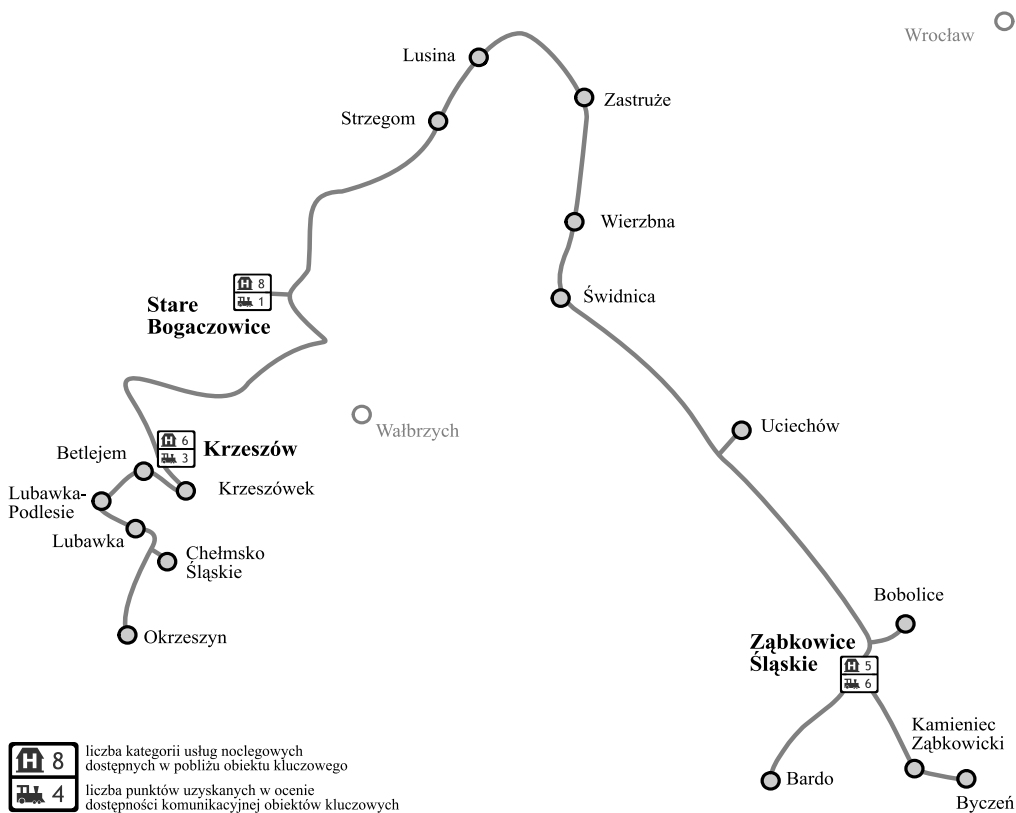 Wrocław
Lusina
Zastruże
Strzegom
Wierzbna
8
1
Świdnica
Stare
Bogaczowice
Wałbrzych
Uciechów
6
3
Krzeszów
Betlejem
Krzeszówek
Lubawka-
Podlesie
Lubawka
Chełmsko
Śląskie
Okrzeszyn
Bobolice
Ząbkowice
Śląskie
5
6
Kamieniec
Ząbkowicki
Bardo
Byczeń
H 8
liczba kategorii usług noclegowych
dostępnych w pobliżu obiektu kluczowego
4
liczba punktów uzyskanych w ocenie
dostępności komunikacyjnej obiektów kluczowych